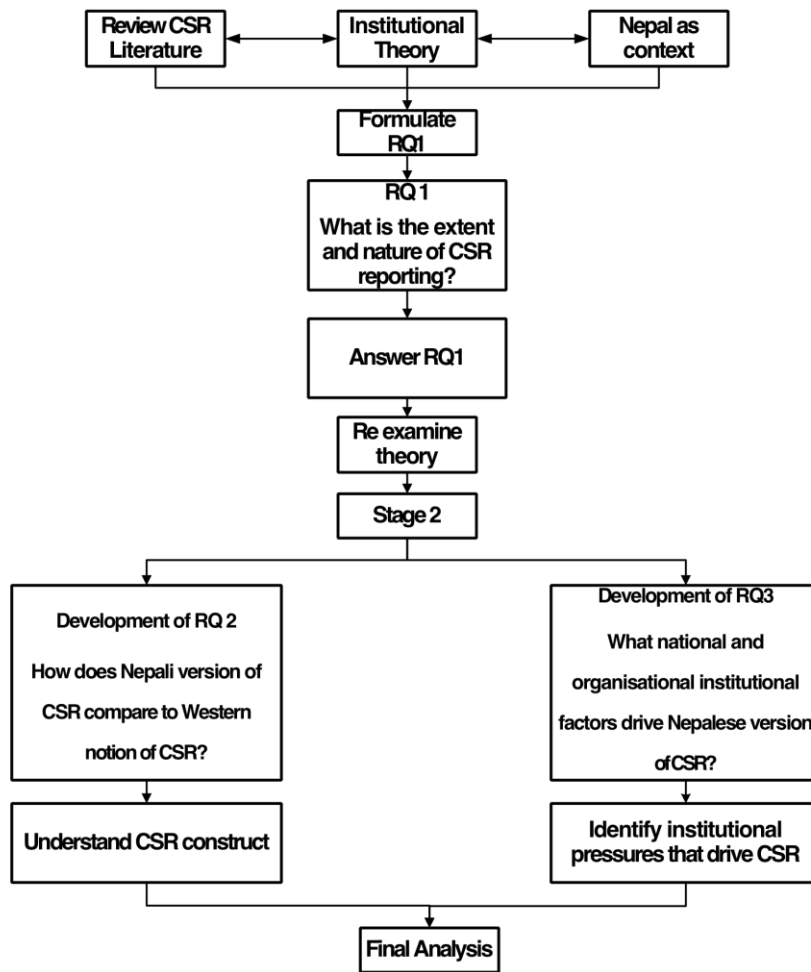 Review CSR
Literature
Institutional
Theory
Nepal as
context
Formulate
RQ1
RQ 1
What is the extent
and nature of CSR
reporting?
Answer RQ1
Re examine
theory
Stage 2
Development of RQ 2
How does Nepali version of
CSR compare to Western
notion of CSR?
Development of RQ3
What national and
organisational institutional
factors drive Nepalese version
of CSR?
Understand CSR construct
Identify institutional
pressures that drive CSR
Final Analysis